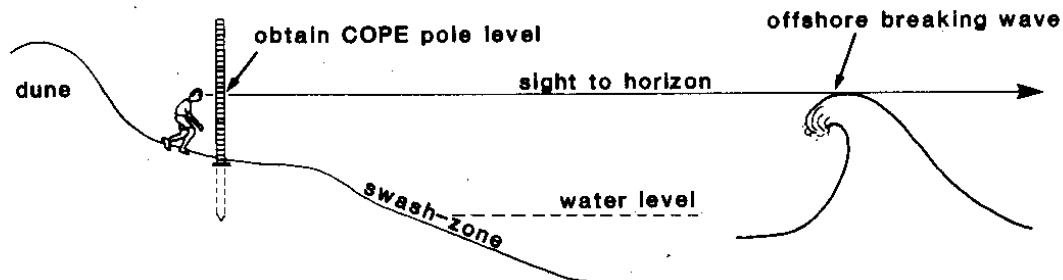 offshore breaking wave
obtain COPE pole level
dune
sight to horizon
swash-zone
water level